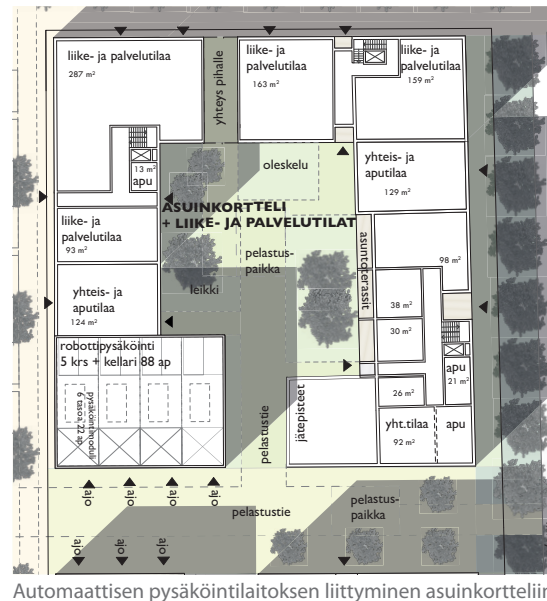 liike- ja palvelutilaa
287 m²
yhteys pihalle
liike- ja
palvelutilaa
163 m²
liike- ja
palvelutilaa
159 m²
13 m²
apu
oleskelu
yhteis- ja
aputilaa
129 m²
ASUINKORTTELI
+ LIIKE- JA PALVELUTILAT
liike- ja
palvelutilaa
93 m²
pelastus-
paikka
asuntoterassit
98 m²
leikki
yhteis- ja
aputilaa
124 m²
38 m²
30 m²
robottipysäköinti
5 krs + kellari 88 ap
pysäköintimoduli
6 tasoa 22 ap
apu
21 m²
26 m²
jätepisteet
pelastustie
yht.tilaa
92 m²
apu
ajo
ajo
ajo
ajo
pelastustie
pelastus-
paikka
ajo
ajo
ajo
Automaattisen pysäköintilaitoksen liittyminen asuinkortteliin